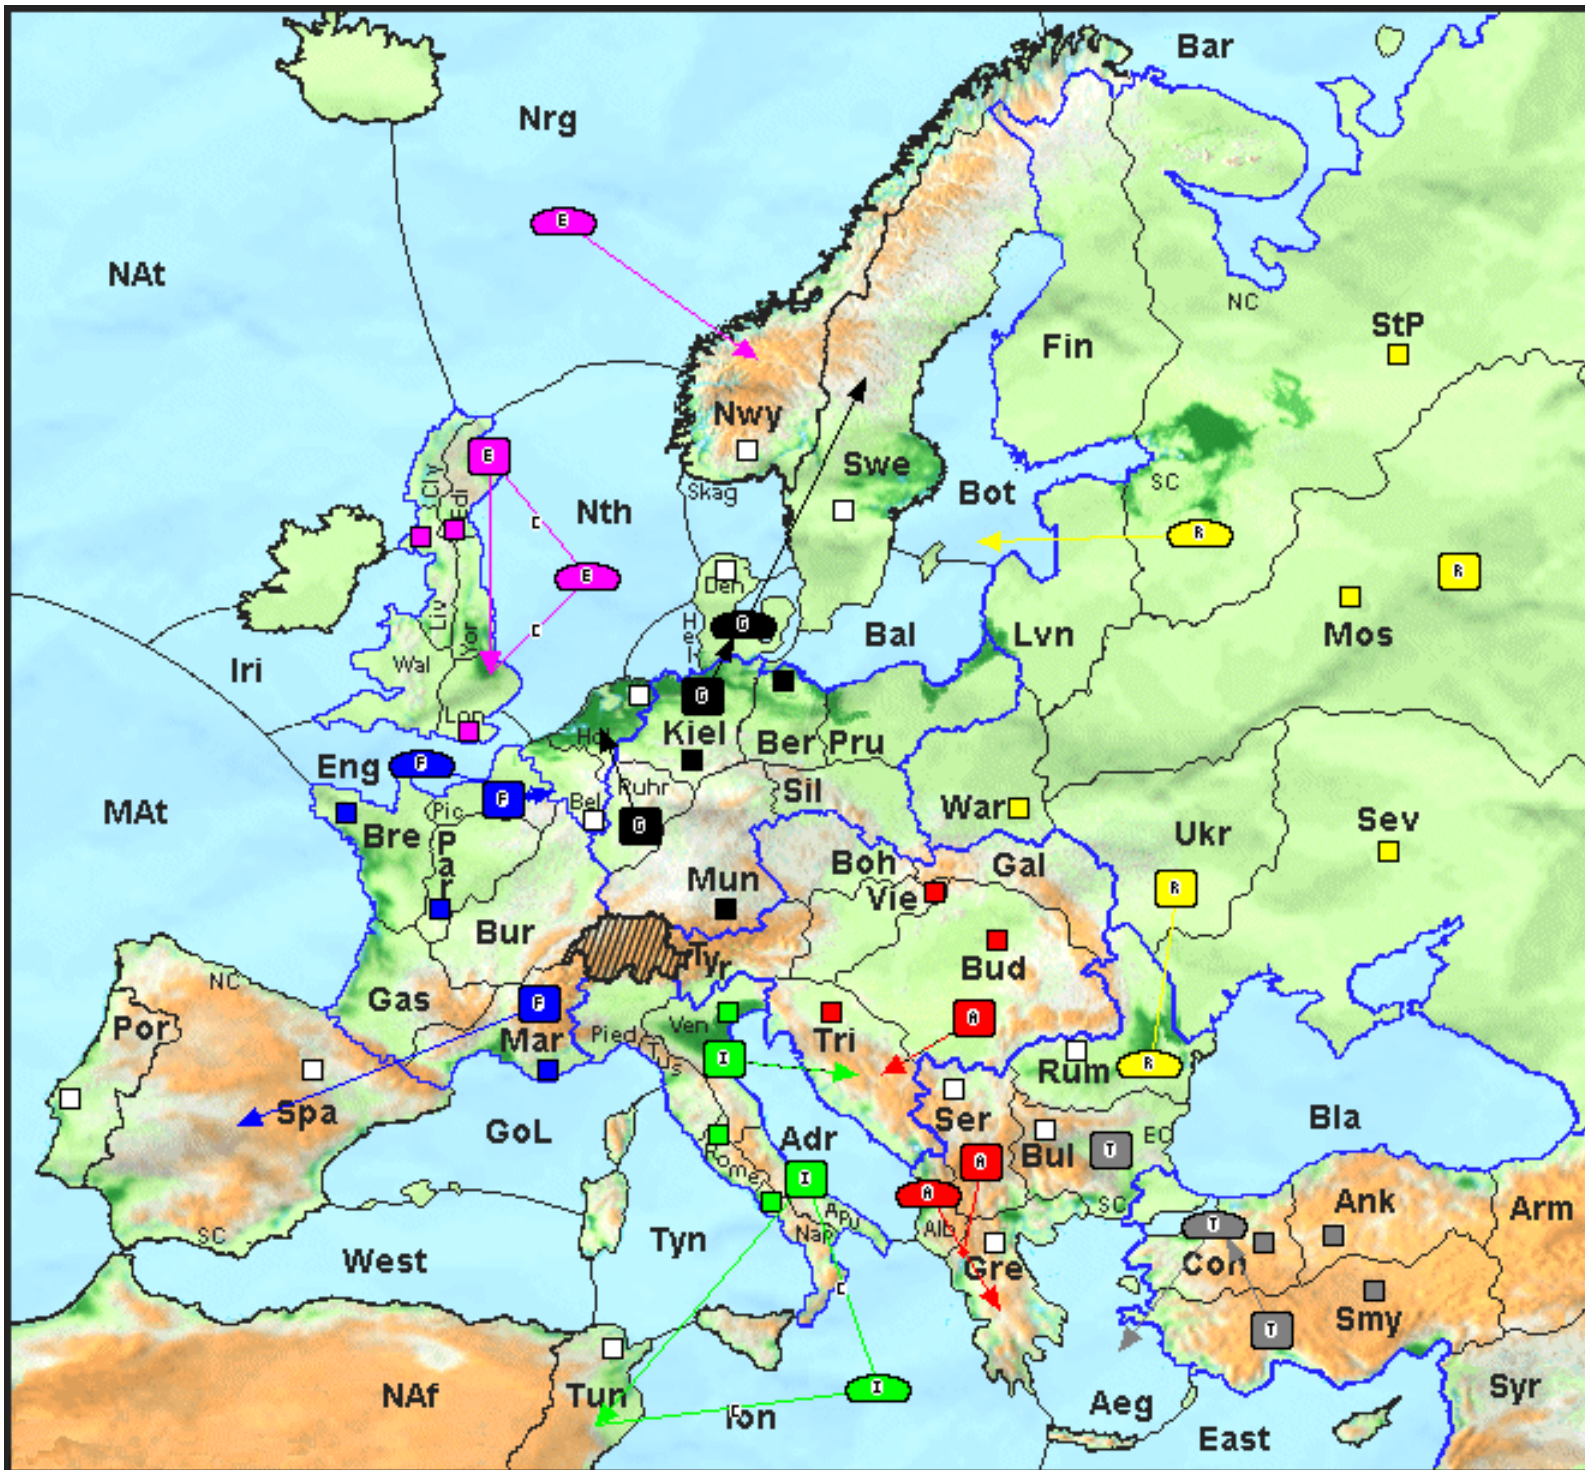 Bar
Nrg
NAt
NC
StP
Fin
Nwy
Swe
SC
Skag
Bot
Nth
Cly
Edi
E
E
E
C
C
R
R
Den
Hel
G
Bal
Lvn
Mos
Liv
Yor
Wal
Iri
Lon
G
Hol
Kiel
Ber
Pru
Eng
F
F
Ruhr
Sil
Bel
Pic
G
War
MAt
Bre
Par
Ukr
Sev
Boh
Gal
Mun
Vie
R
Bur
Tyr
Bud
NC
Gas
F
A
Por
Mar
Pied
Ven
Tri
Tus
I
Rum
R
Spa
GoL
Ser
Bla
Adr
Bul
EC
T
Rome
I
A
A
Apu
Nap
Alb
SC
Ank
Arm
SC
Tyn
West
T
Con
Gre
C
Smy
T
NAf
Tun
I
C
Ion
Aeg
Syr
East